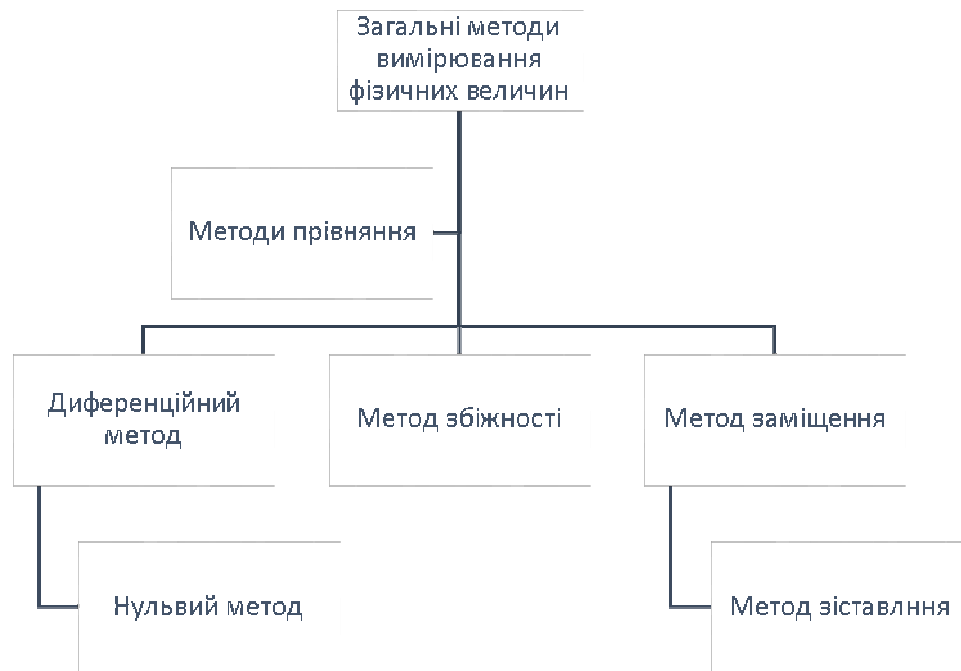 Загальні методи
вимірювання
фізичних величин
Методи прівняння
Диференційний
метод
Метод збіжності
Метод заміщення
Нульвий метод
Метод зіставлння